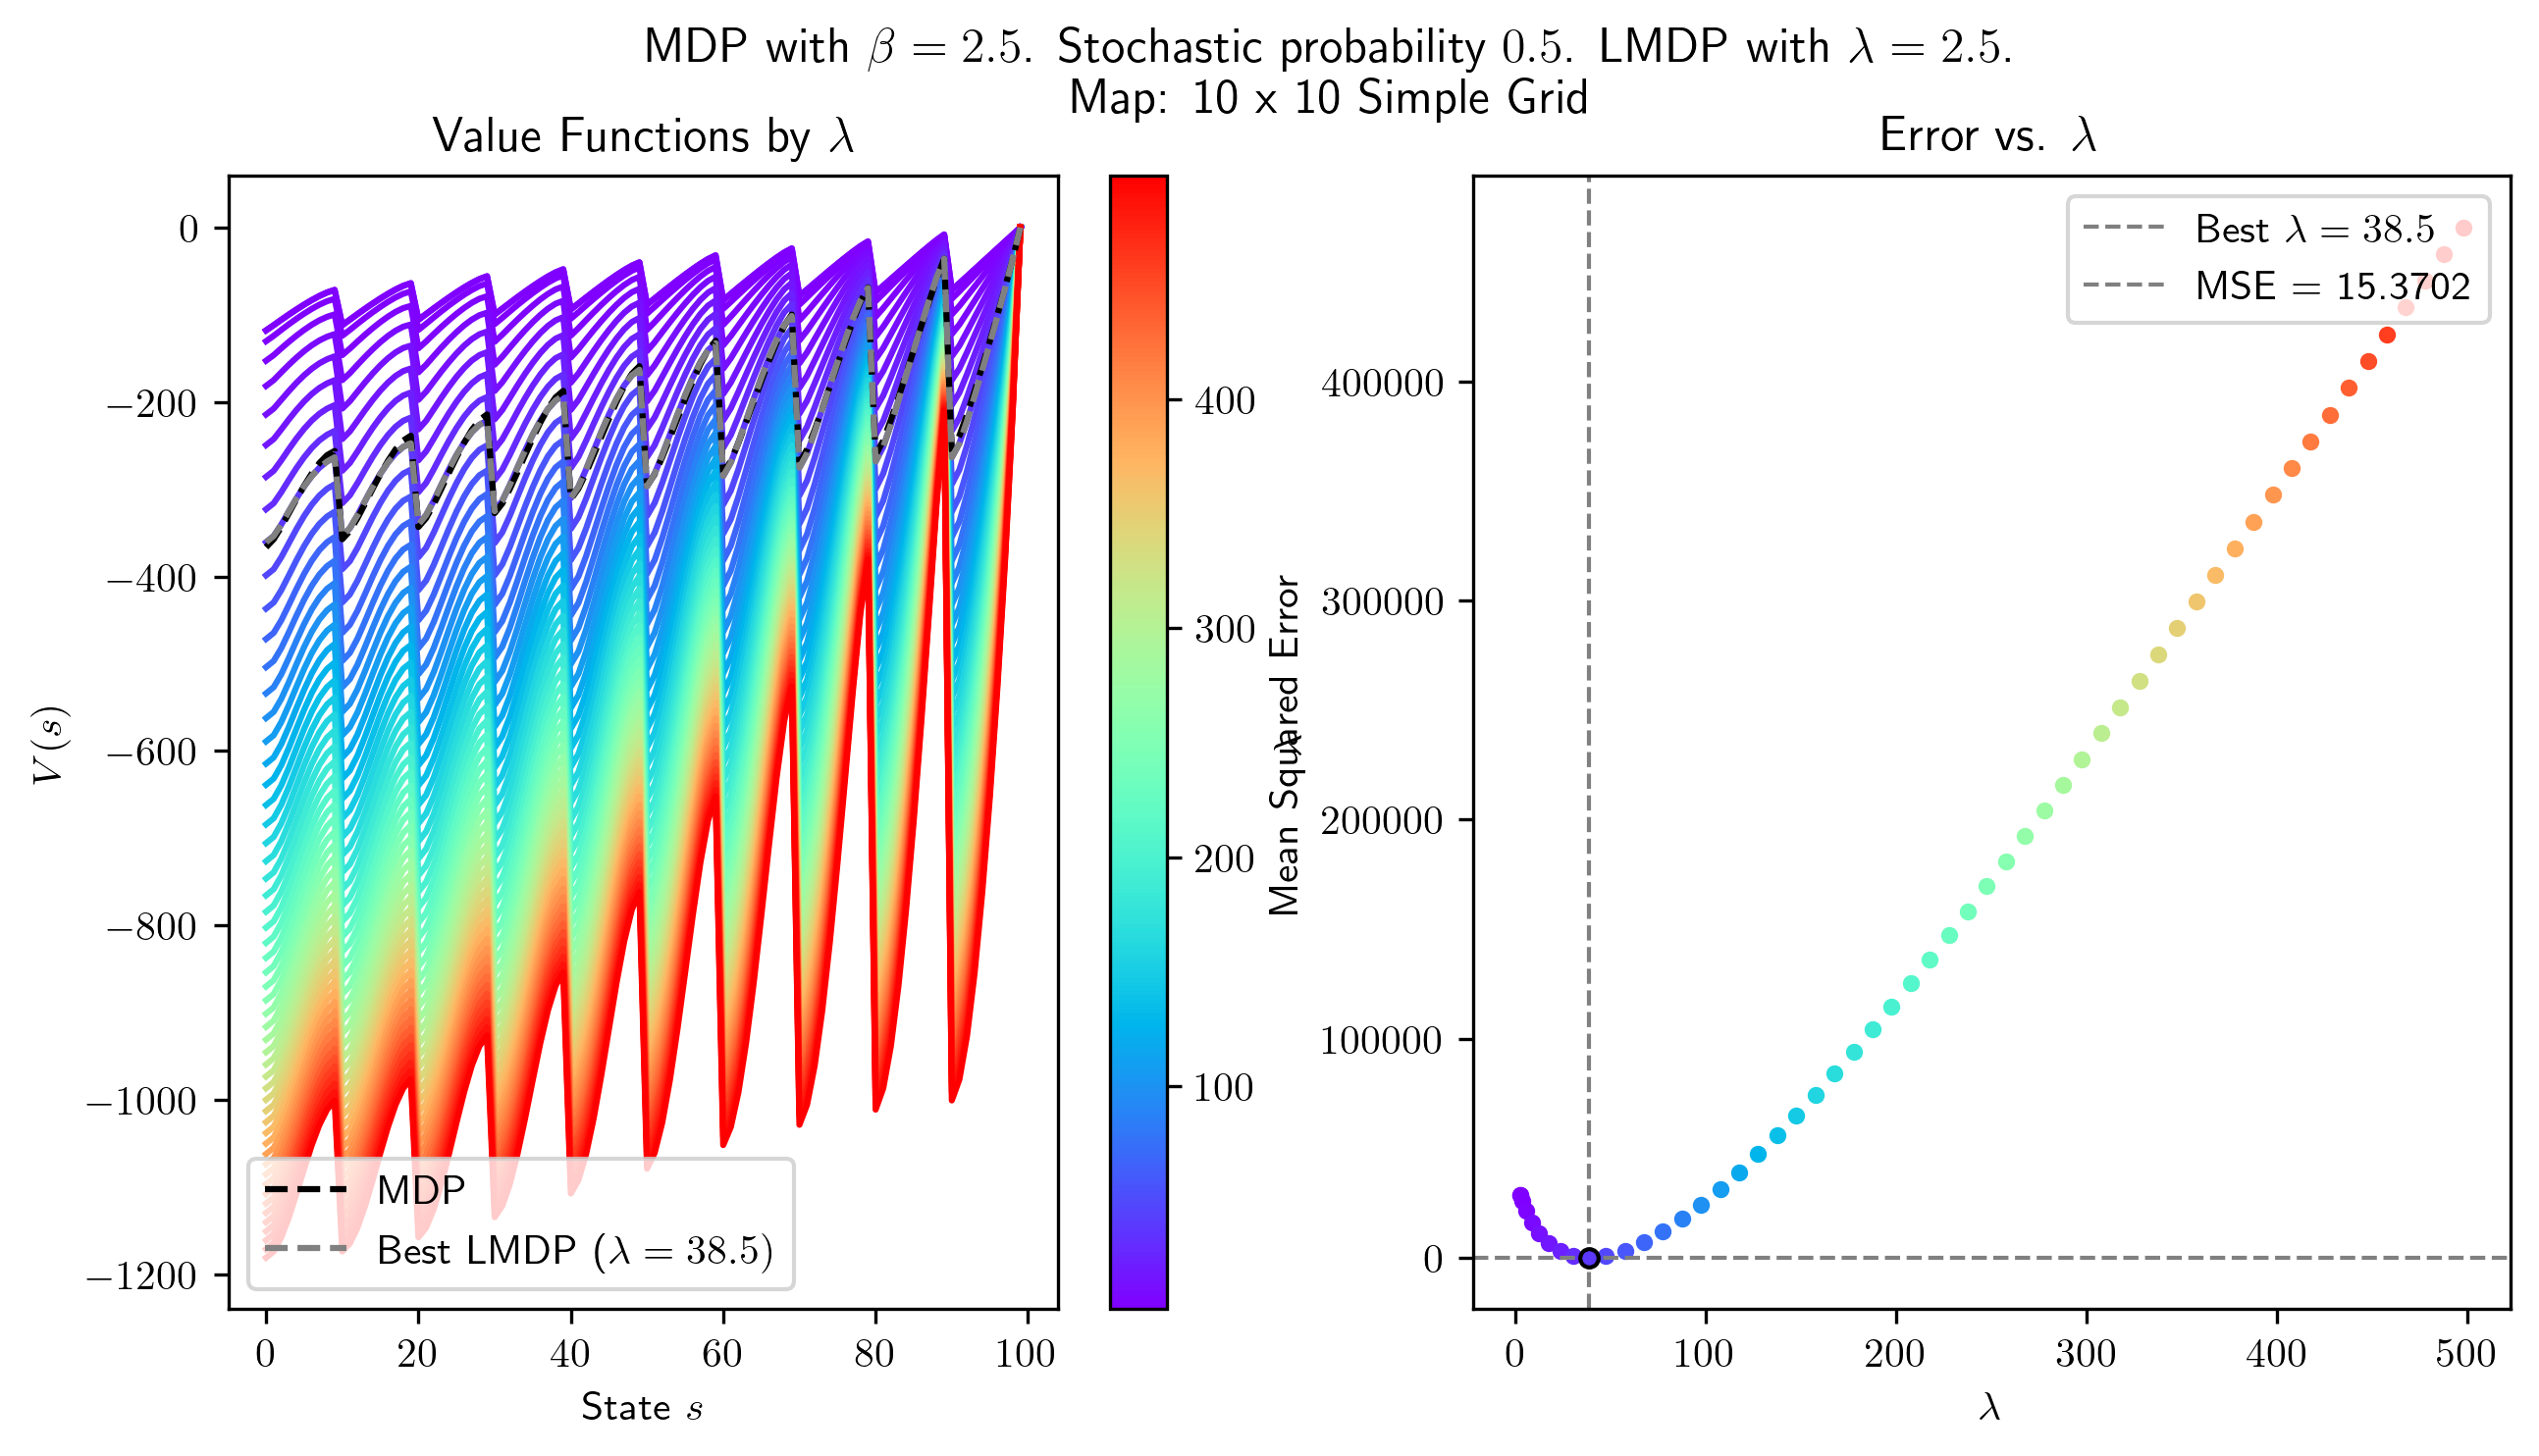 MDP with β = 2.5. Stochastic probability 0.5. LMDP with λ = 2.5.
Map: 10 x 10 Simple Grid
Value Functions by λ
V(s)
0
−200
−400
−600
−800
−1000
−1200
MDP
Best LMDP (λ = 38.5)
0 20 40 60 80 100
State s
400
300
200
100
λ
Error vs. λ
Mean Squared Error
400000
300000
200000
100000
0
Best λ = 38.5
MSE = 15.3702
0 100 200 300 400 500
λ